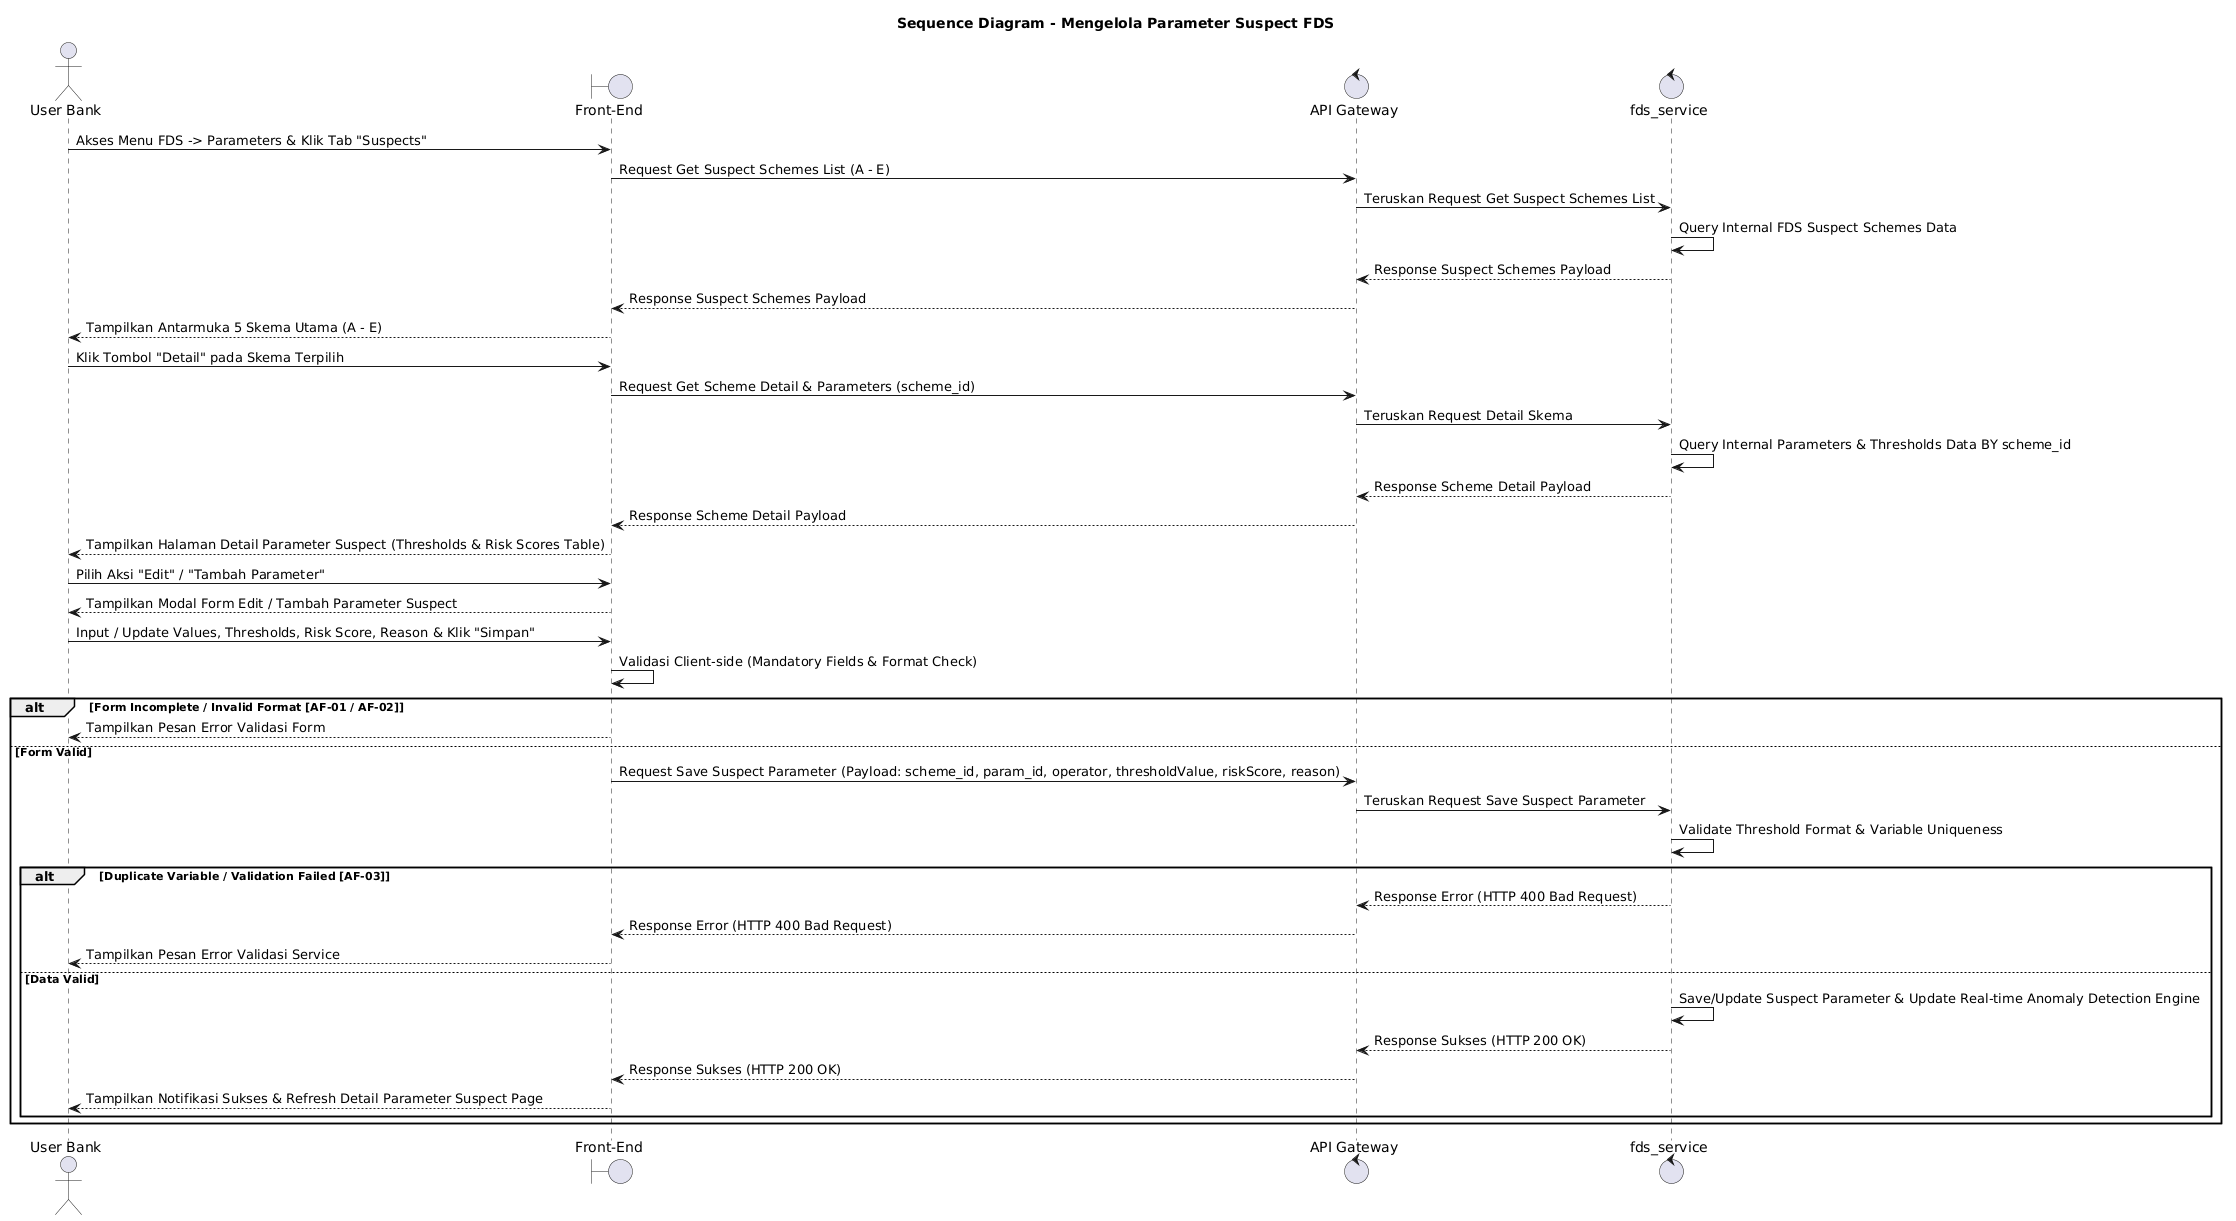 Sequence Diagram - Mengelola Parameter Suspect FDS
User Bank
Front-End
API Gateway
fds_service
Akses Menu FDS -> Parameters & Klik Tab "Suspects"
Request Get Suspect Schemes List (A - E)
Teruskan Request Get Suspect Schemes List
Query Internal FDS Suspect Schemes Data
Response Suspect Schemes Payload
Response Suspect Schemes Payload
Tampilkan Antarmuka 5 Skema Utama (A - E)
Klik Tombol "Detail" pada Skema Terpilih
Request Get Scheme Detail & Parameters (scheme_id)
Teruskan Request Detail Skema
Query Internal Parameters & Thresholds Data BY scheme_id
Response Scheme Detail Payload
Response Scheme Detail Payload
Tampilkan Halaman Detail Parameter Suspect (Thresholds & Risk Scores Table)
Pilih Aksi "Edit" / "Tambah Parameter"
Tampilkan Modal Form Edit / Tambah Parameter Suspect
Input / Update Values, Thresholds, Risk Score, Reason & Klik "Simpan"
Validasi Client-side (Mandatory Fields & Format Check)
alt [Form Incomplete / Invalid Format [AF-01 / AF-02]]
Tampilkan Pesan Error Validasi Form
[Form Valid]
Request Save Suspect Parameter (Payload: scheme_id, param_id, operator, thresholdValue, riskScore, reason)
Teruskan Request Save Suspect Parameter
Validate Threshold Format & Variable Uniqueness
alt [Duplicate Variable / Validation Failed [AF-03]]
Response Error (HTTP 400 Bad Request)
Response Error (HTTP 400 Bad Request)
Tampilkan Pesan Error Validasi Service
[Data Valid]
Save/Update Suspect Parameter & Update Real-time Anomaly Detection Engine
Response Sukses (HTTP 200 OK)
Response Sukses (HTTP 200 OK)
Tampilkan Notifikasi Sukses & Refresh Detail Parameter Suspect Page
User Bank
Front-End
API Gateway
fds_service